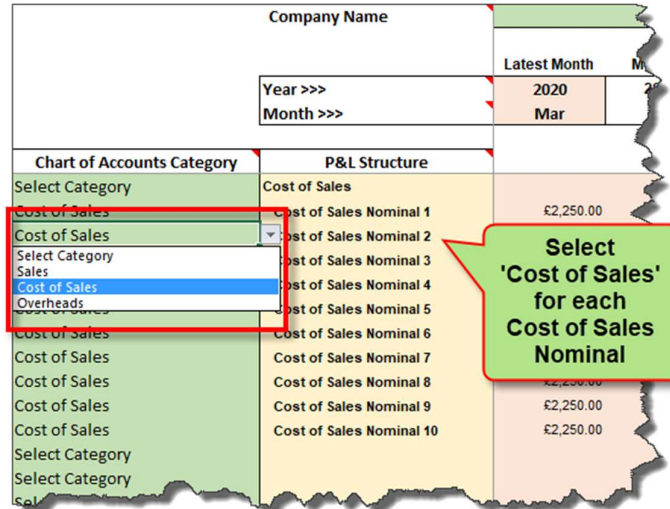 Company Name
Latest Month
Year >>> 2020
Month >>> Mar
Chart of Accounts Category P&L Structure
Select Category Cost of Sales
Cost of Sales Cost of Sales Nominal 1 £2,250.00
Cost of Sales Cost of Sales Nominal 2
Select Category
Sales
Cost of Sales
Overheads
Cost of Sales Nominal 3
Cost of Sales Nominal 4
Cost of Sales Cost of Sales Nominal 5
Cost of Sales Cost of Sales Nominal 6
Cost of Sales Cost of Sales Nominal 7
Cost of Sales Cost of Sales Nominal 8 £2,250.00
Cost of Sales Cost of Sales Nominal 9 £2,250.00
Cost of Sales Cost of Sales Nominal 10 £2,250.00
Select Category
Select Category
Select
'Cost of Sales'
for each
Cost of Sales
Nominal